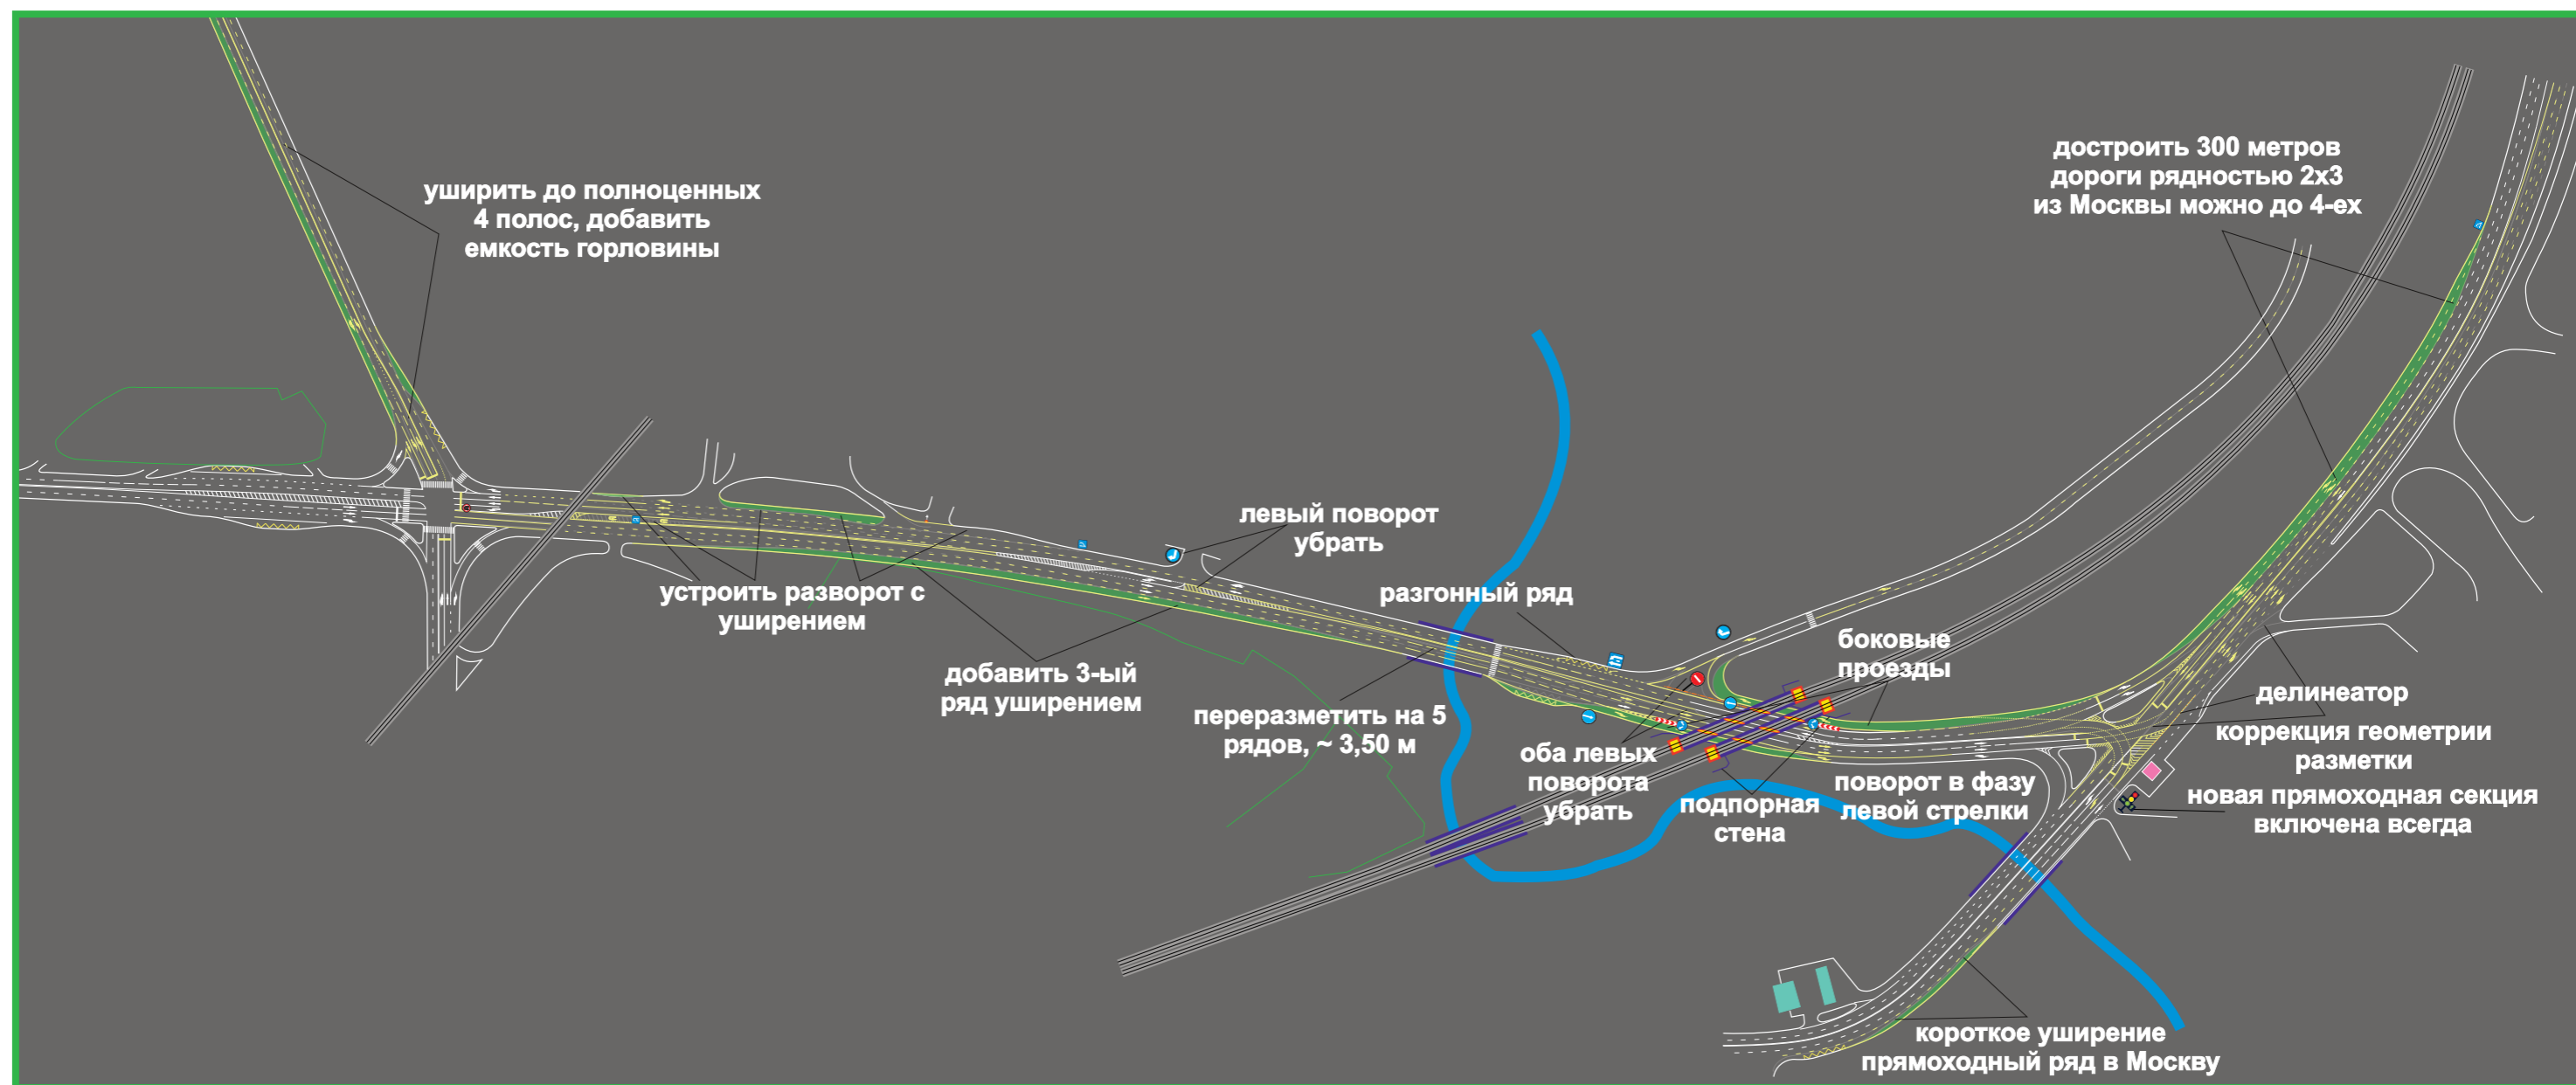 уширить до полноценных
4 полос, добавить
емкость горловины
достроить 300 метров
дороги рядностью 2х3
из Москвы можно до 4-ех
левый поворот
убрать
устроить разворот с
уширением
разгонный ряд
добавить 3-ый
ряд уширением
переразметить на 5
рядов, ~ 3,50 м
боковые
проезды
оба левых
поворота
убрать
подпорная
стена
поворот в фазу
левой стрелки
делинеатор
коррекция геометрии
разметки
новая прямоходная секция
включена всегда
короткое уширение
прямоходный ряд в Москву